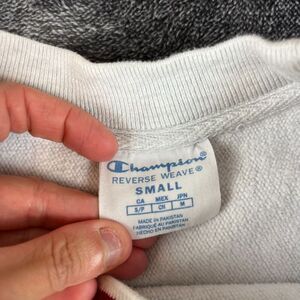 Champion
REVERSE WEAVE®
SMALL
CA MEX JPN
S/P CH M
MADE IN PAKISTAN
FABRIQUÉ AU PAKISTAN
HECHO EN PAKISTAN